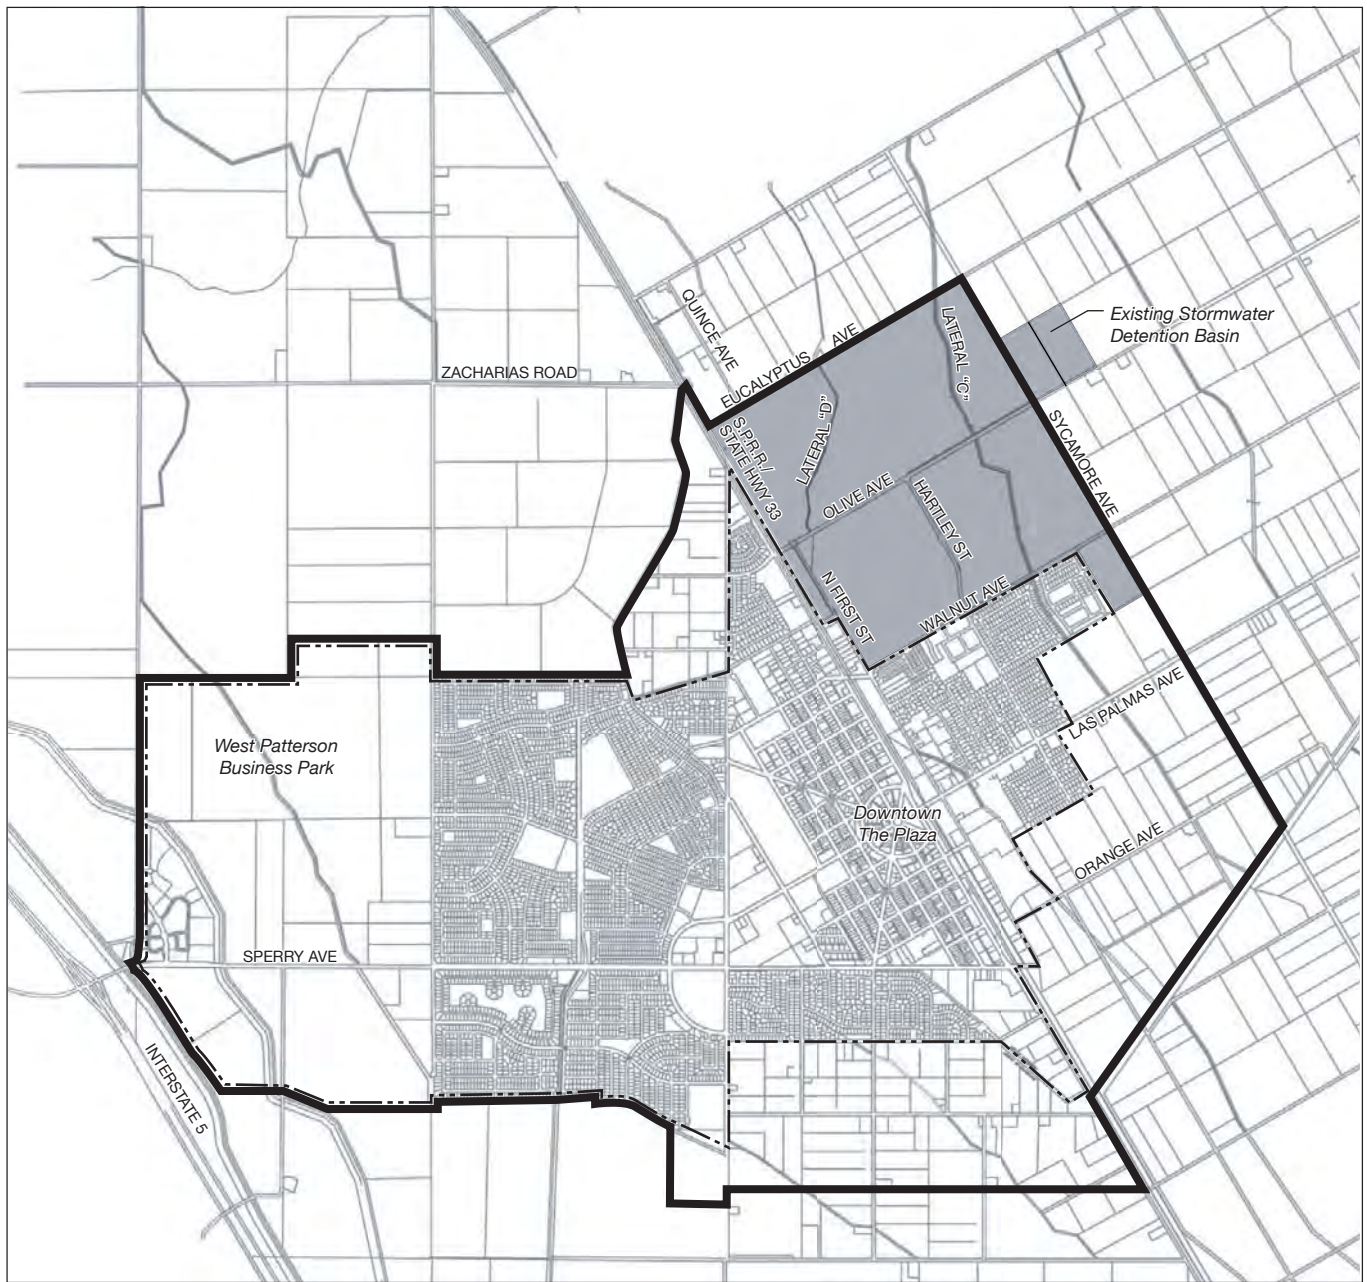 QUINCE AVE
Existing Stormwater
Detention Basin
ZACHARIAS ROAD
EUCALYPTUS AVE
LATERAL "C"
LATERAL "D"
S.P.R.R./
STATE HWY 33
SYCAMORE AVE
OLIVE AVE
HARTLEY ST
N FIRST ST
WALNUT AVE
LAS PALMAS AVE
West Patterson
Business Park
Downtown
The Plaza
ORANGE AVE
SPERRY AVE
INTERSTATE 5